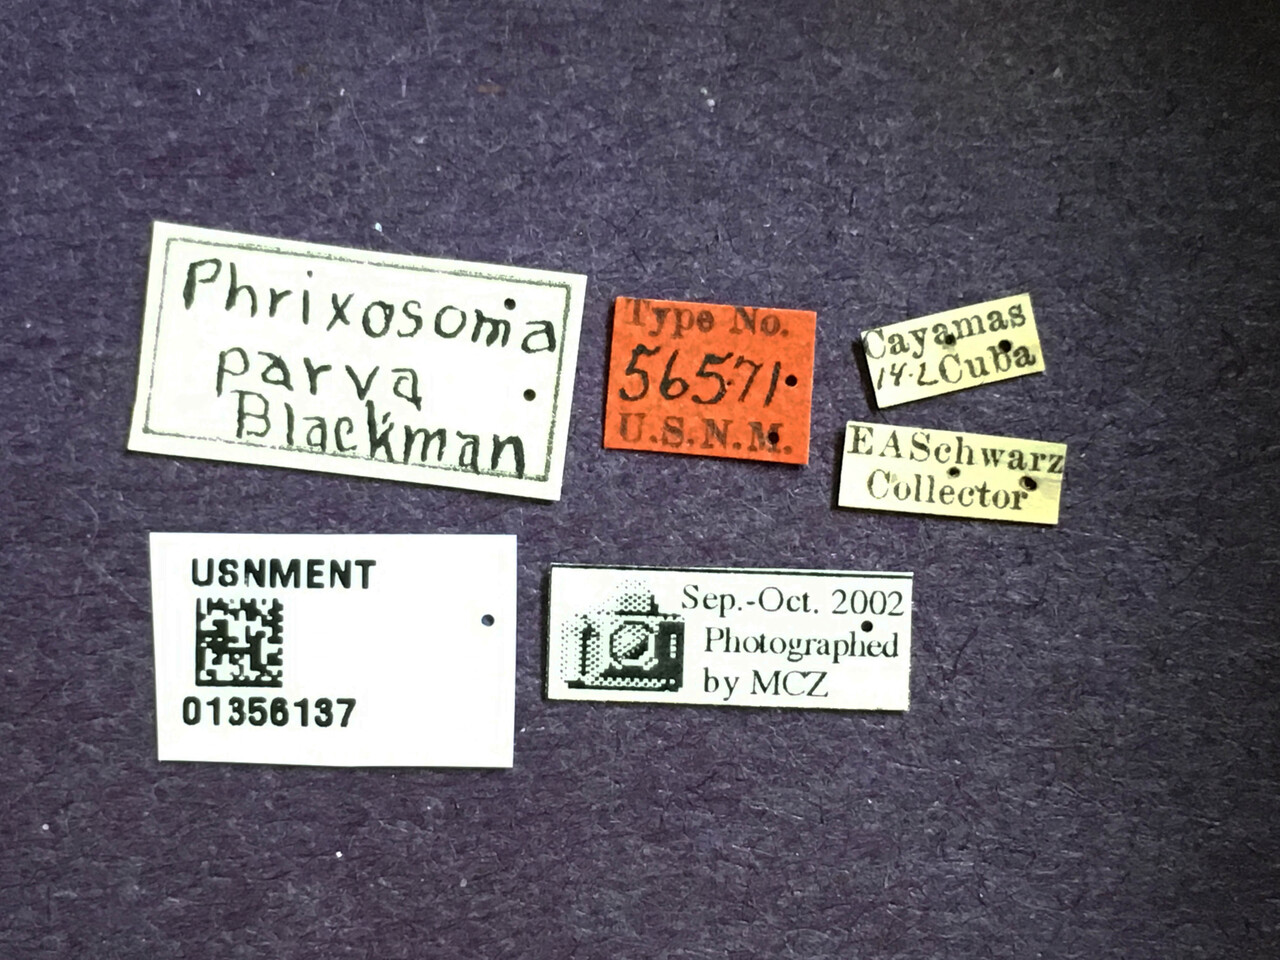 Phrixosoma
parva
Blackman
Type No.
56571
U.S.N.M.
Cayamas
14-2 Cuba
EASchwarz
Collector
USNMENT
01356137
Sep.-Oct. 2002
Photographed
by MCZ